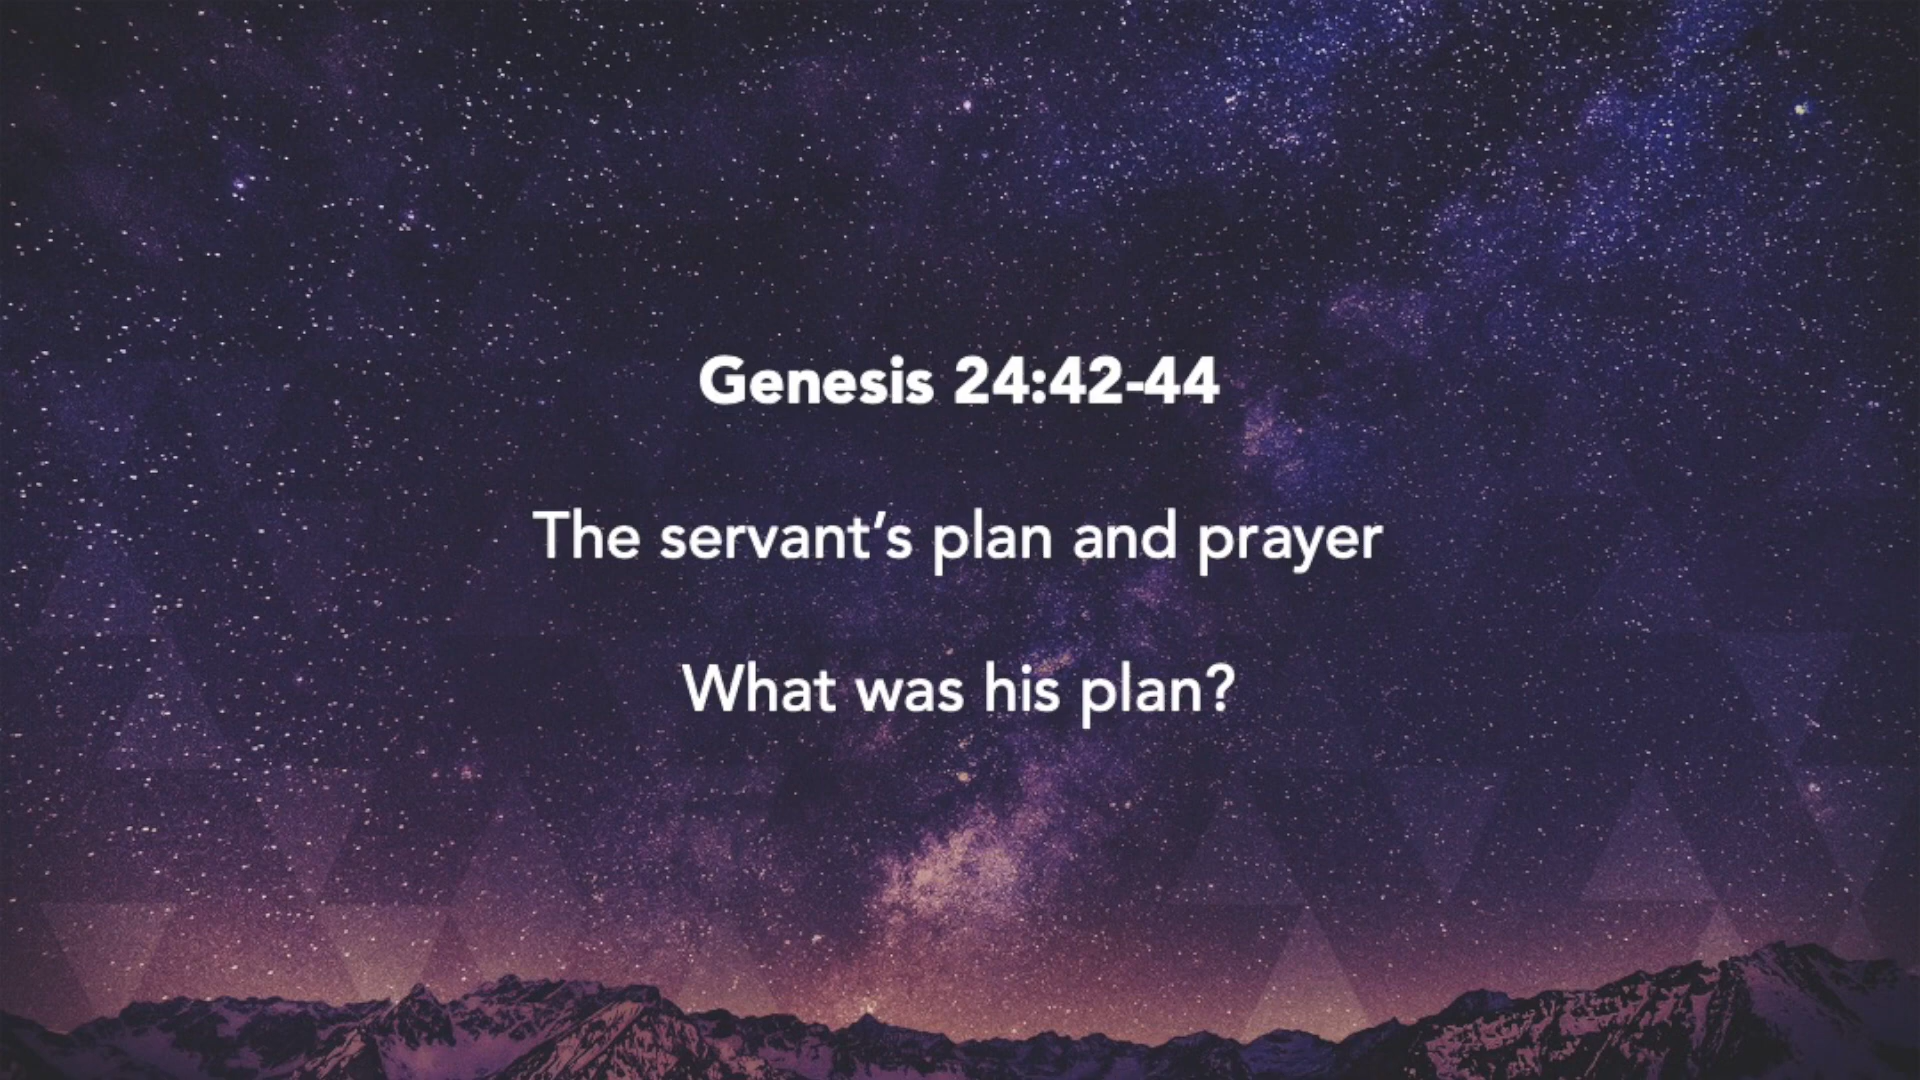 Genesis 24:42-44
The servant’s plan and prayer
What was his plan?